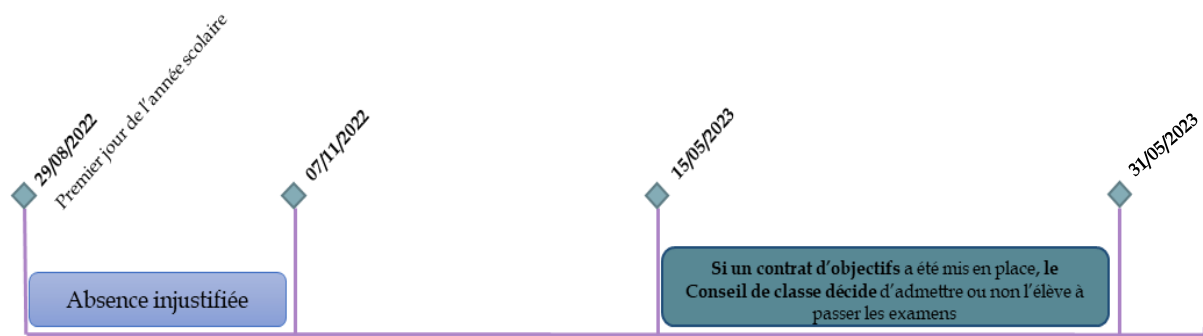 29/08/2022
Premier jour de l'année scolaire
07/11/2022
15/05/2023
31/05/2023
Absence injustifiée
Si un contrat d'objectifs a été mis en place, le
Conseil de classe décide d'admettre ou non l'élève à
passer les examens